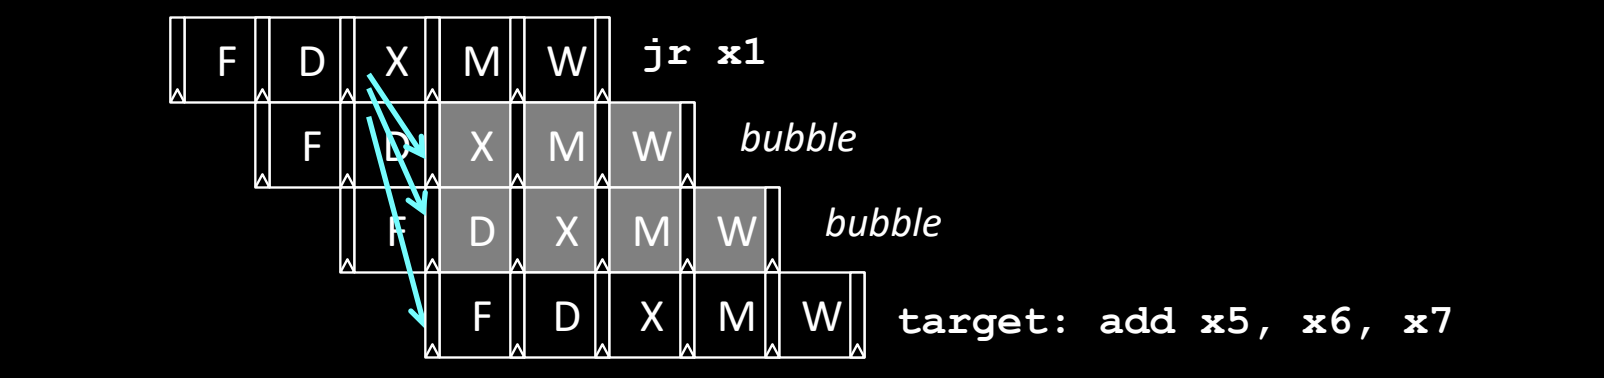 F D X M W jr x1
F D X M W bubble
F D X M W bubble
F D X M W target: add x5, x6, x7